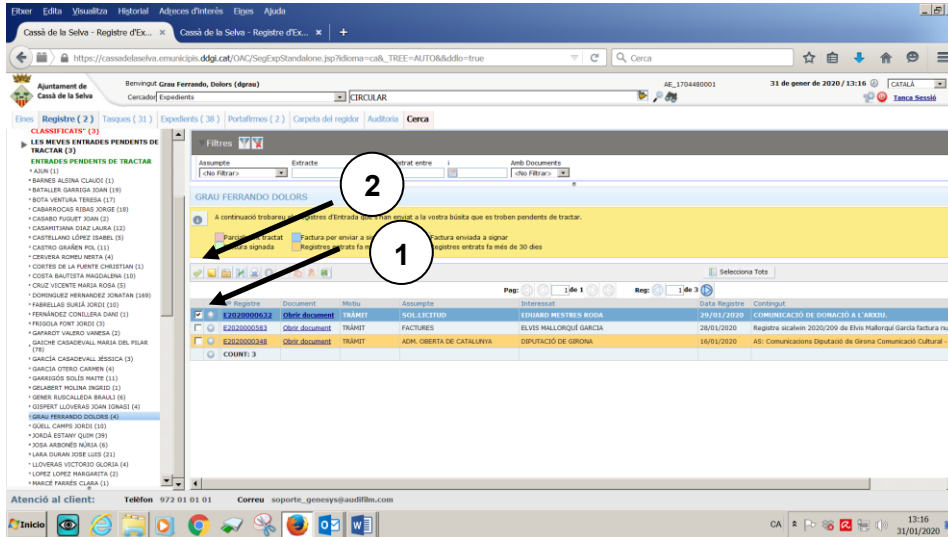 Fitxer Edita Visualitza Historial Adreces d'interès Eines Ajuda
Cassà de la Selva - Registre d'Ex... × Cassà de la Selva - Registre d'Ex... × +
https://cassadelaselva.emunicipis.ddgi.cat/OAC/SegExpStandalone.jsp?idioma=ca&_TREE=AUTO&&ddlo=true
Cerca
Ajuntament de
Cassà de la Selva
Benvingut Grau Ferrando, Dolors (dgrau)
Cercador Expedients CIRCULAR
AE_1704480001
31 de gener de 2020 / 13:16 CATALÀ
Tanca Sessió
Eines Registre ( 2 ) Tasques ( 31 ) Expedients ( 38 ) Portafirmes ( 2 ) Carpeta del regidor Auditoria Cerca
CLASSIFICATS" (3)
LES MEVES ENTRADES PENDENTS DE
TRACTAR (3)
ENTRADES PENDENTS DE TRACTAR
AJUN (1)
BARNES ALSINA CLAUDI (1)
BATALLER GARRIGA JOAN (19)
BOTA VENTURA TERESA (17)
CABARROCAS RIBAS JORGE (18)
CASABO FUGUET JOAN (2)
CASAMITJANA DIAZ LAURA (12)
CASTELLANO LÓPEZ ISABEL (5)
CASTRO GRAÑEN POL (11)
CERVERA ROMEU NERTA (4)
CORTES DE LA FUENTE CHRISTIAN (1)
COSTA BAUTISTA MAGDALENA (10)
CRUZ VICENTE MARIA ROSA (5)
DOMINGUEZ HERNANDEZ JONATAN (169)
FABRELLAS SURIÀ JORDI (10)
FERNÁNDEZ CONILLERA DANI (1)
FRIGOLA FONT JORDI (3)
GAFAROT VALERO VANESA (2)
GAICHE CASADEVALL MARIA DEL PILAR
(78)
GARCÍA CASADEVALL JÉSSICA (3)
GARCIA OTERO CARMEN (4)
GARRIGÓS SOLÍS MAITE (11)
GELABERT MOLINA INGRID (1)
GENER RUSCALLEDA BRAULI (6)
GISPERT LLOVERAS JOAN IGNASI (4)
GRAU FERRANDO DOLORS (4)
GÜELL CAMPS JORDI (10)
JORDÀ ESTANY QUIM (39)
JOSA ARBONÉS NÚRIA (6)
LARA DURAN JOSE LUIS (21)
LLOVERAS VICTORIO GLORIA (4)
LOPEZ LOPEZ MARGARITA (2)
MARCÉ FARRÉS CLARA (1)
Filtres
Assumpte Extracte entre i Amb Documents
<No Filtrar> <No Filtrar>
GRAU FERRANDO DOLORS
2
1
A continuació trobareu els registres d'Entrada que s'han enviat a la vostra bústia que es troben pendents de tractar.
tractat Factura per enviar a Factura enviada a signar
signada Registres entrats fa registres entrats fa més de 30 dies
Selecciona Tots
Pag: 1 de 1 Reg: 1 de 3
Registre Document Motiu Assumpte Interessat Data Registre Contingut
E2020000632 Obrir document TRÀMIT SOL.LICITUD EDUARD MESTRES RODA 29/01/2020 COMUNICACIÓ DE DONACIÓ A L'ARXIU.
E2020000583 Obrir document TRÀMIT FACTURES ELVIS MALLORQUÍ GARCIA 28/01/2020 Registre sicalwin 2020/209 de Elvis Mallorquí Garcia factura
E2020000348 Obrir document TRÀMIT ADM. OBERTA DE CATALUNYA DIPUTACIÓ DE GIRONA 16/01/2020 AS: Comunicacions Diputació de Girona Comunicació Cultural -
COUNT: 3
Atenció al client: Telèfon 972 01 01 01 Correu soporte_genesys@audifilm.com
Inicio CA 13:16
31/01/2020